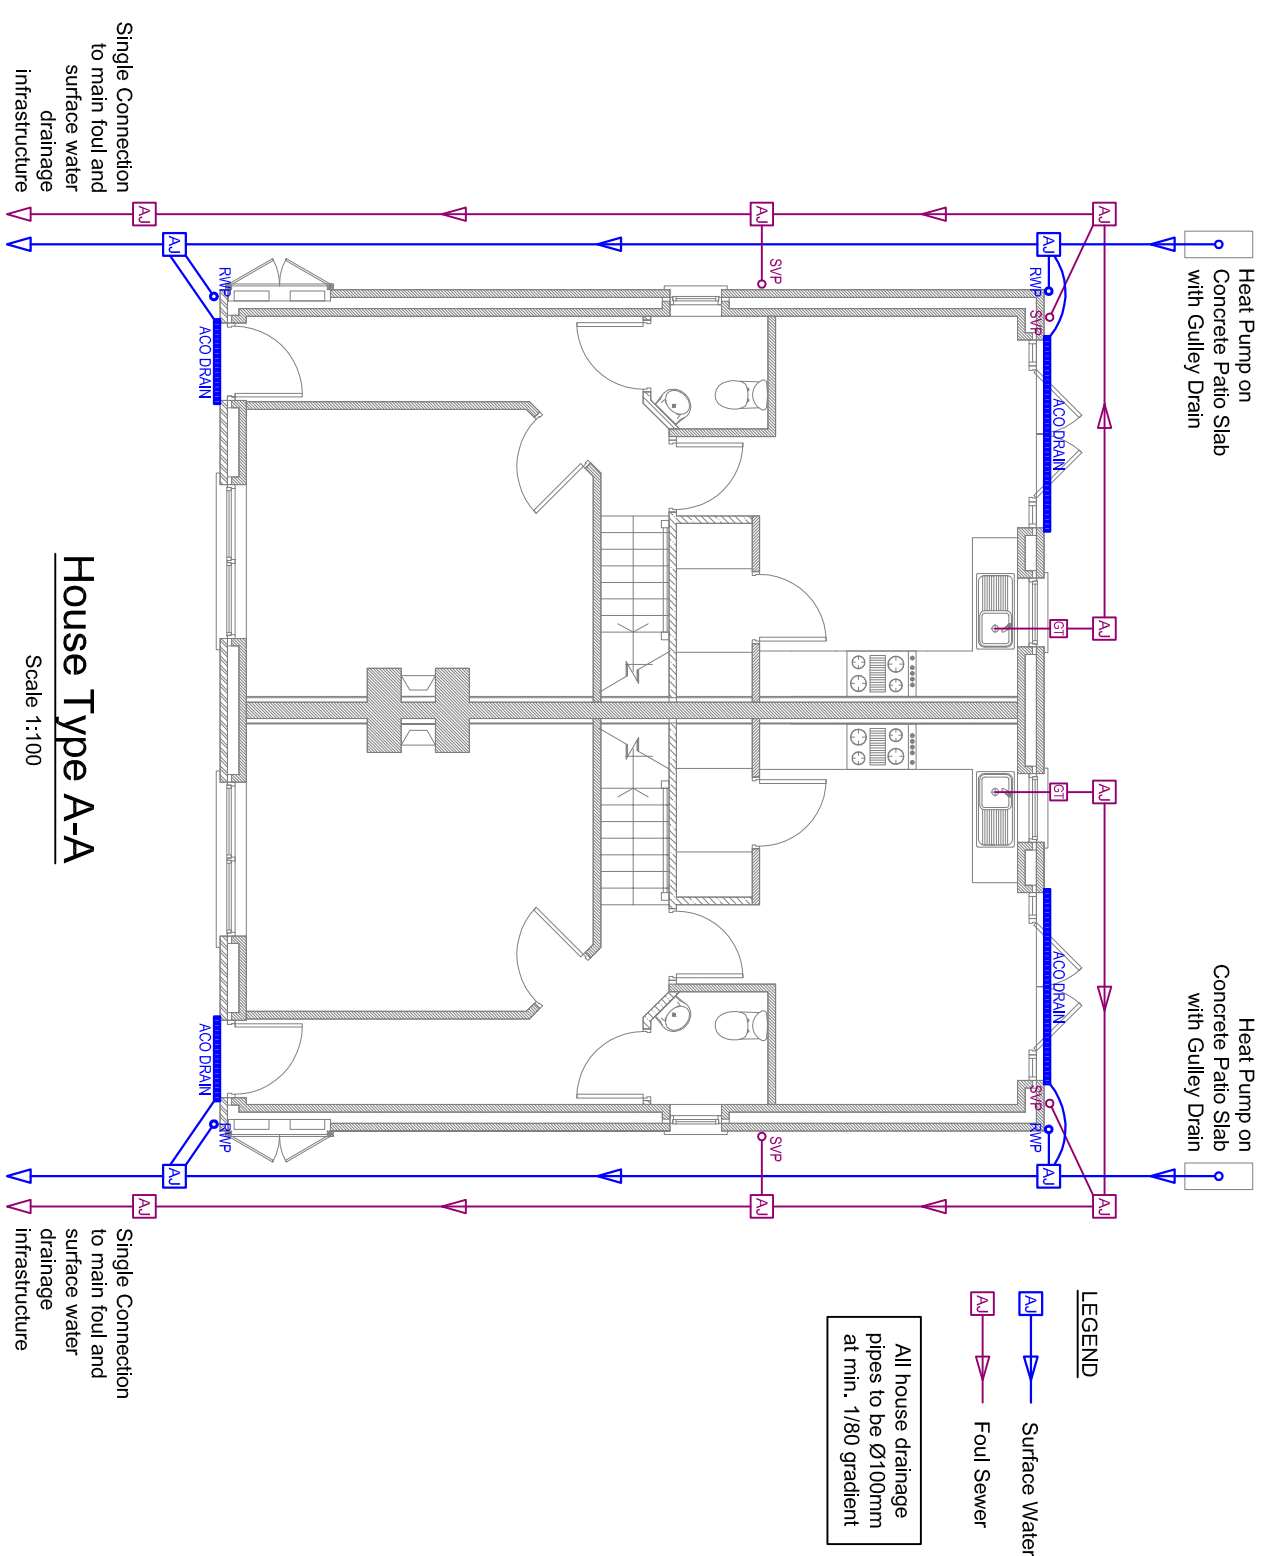 Heat Pump on
Concrete Patio Slab
with Gulley Drain
Heat Pump on
Concrete Patio Slab
with Gulley Drain
AJ
AJ
AJ
AJ
GT
GT
AJ
AJ
RWP
SVP
ACO DRAIN
ACO DRAIN
SVP
RWP
AJ
SVP
SVP
AJ
RWP
ACO DRAIN
ACO DRAIN
RWP
AJ
AJ
AJ
AJ
Single Connection
to main foul and
surface water
drainage
infrastructure
Single Connection
to main foul and
surface water
drainage
infrastructure
House Type A-A
Scale 1:100
LEGEND
AJ Surface Water
AJ Foul Sewer
All house drainage
pipes to be Ø100mm
at min. 1/80 gradient